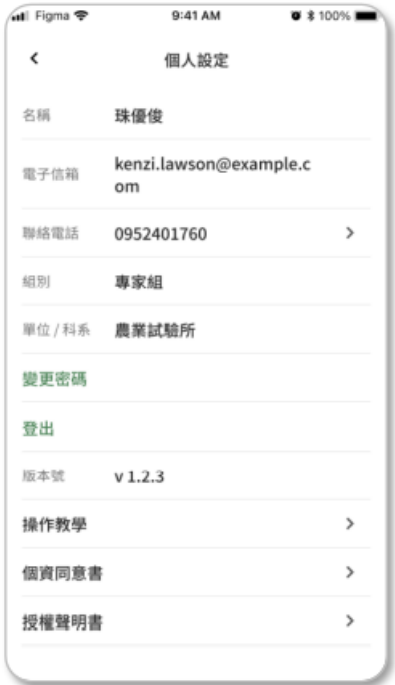 Figma 9:41 AM 100%
個人設定
名稱 珠優俊
電子信箱 kenzi.lawson@example.c
om
聯絡電話 0952401760
組別 專家組
單位 / 科系 農業試驗所
變更密碼
登出
版本號 v 1.2.3
操作教學
個資同意書
授權聲明書